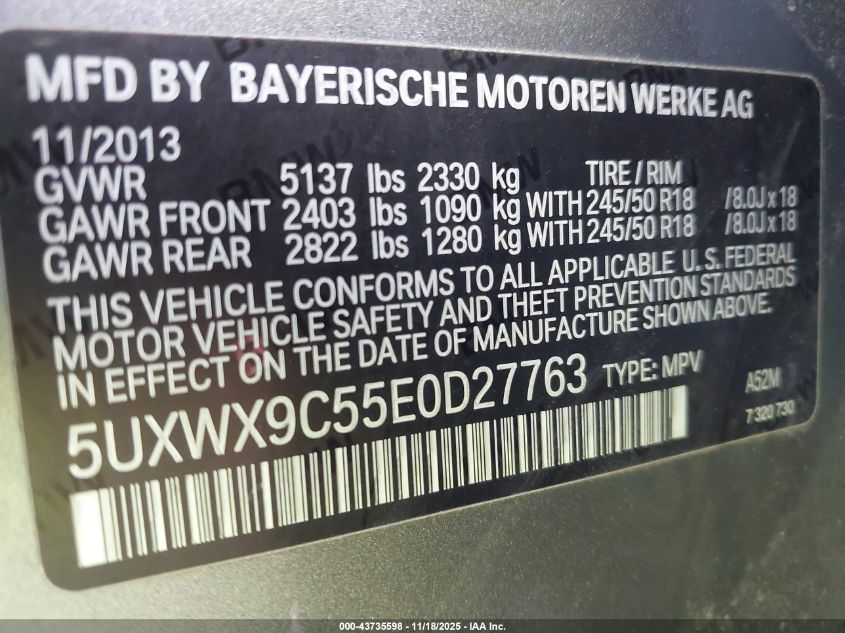 MFD BY BAYERISCHE MOTOREN WERKE AG
11/2013
GVWR 5137 lbs 2330 kg TIRE / RIM
GAWR FRONT 2403 lbs 1090 kg WITH 245/50 R18 /8.0J x 18
GAWR REAR 2822 lbs 1280 kg WITH 245/50 R18 /8.0J x 18
THIS VEHICLE CONFORMS TO ALL APPLICABLE U.S. FEDERAL
MOTOR VEHICLE SAFETY AND THEFT PREVENTION STANDARDS
IN EFFECT ON THE DATE OF MANUFACTURE SHOWN ABOVE.
5UXWX9C55E0D27763 TYPE: MPV A52M
7 320 730
000-43735598 - 11/18/2025 - IAA Inc.